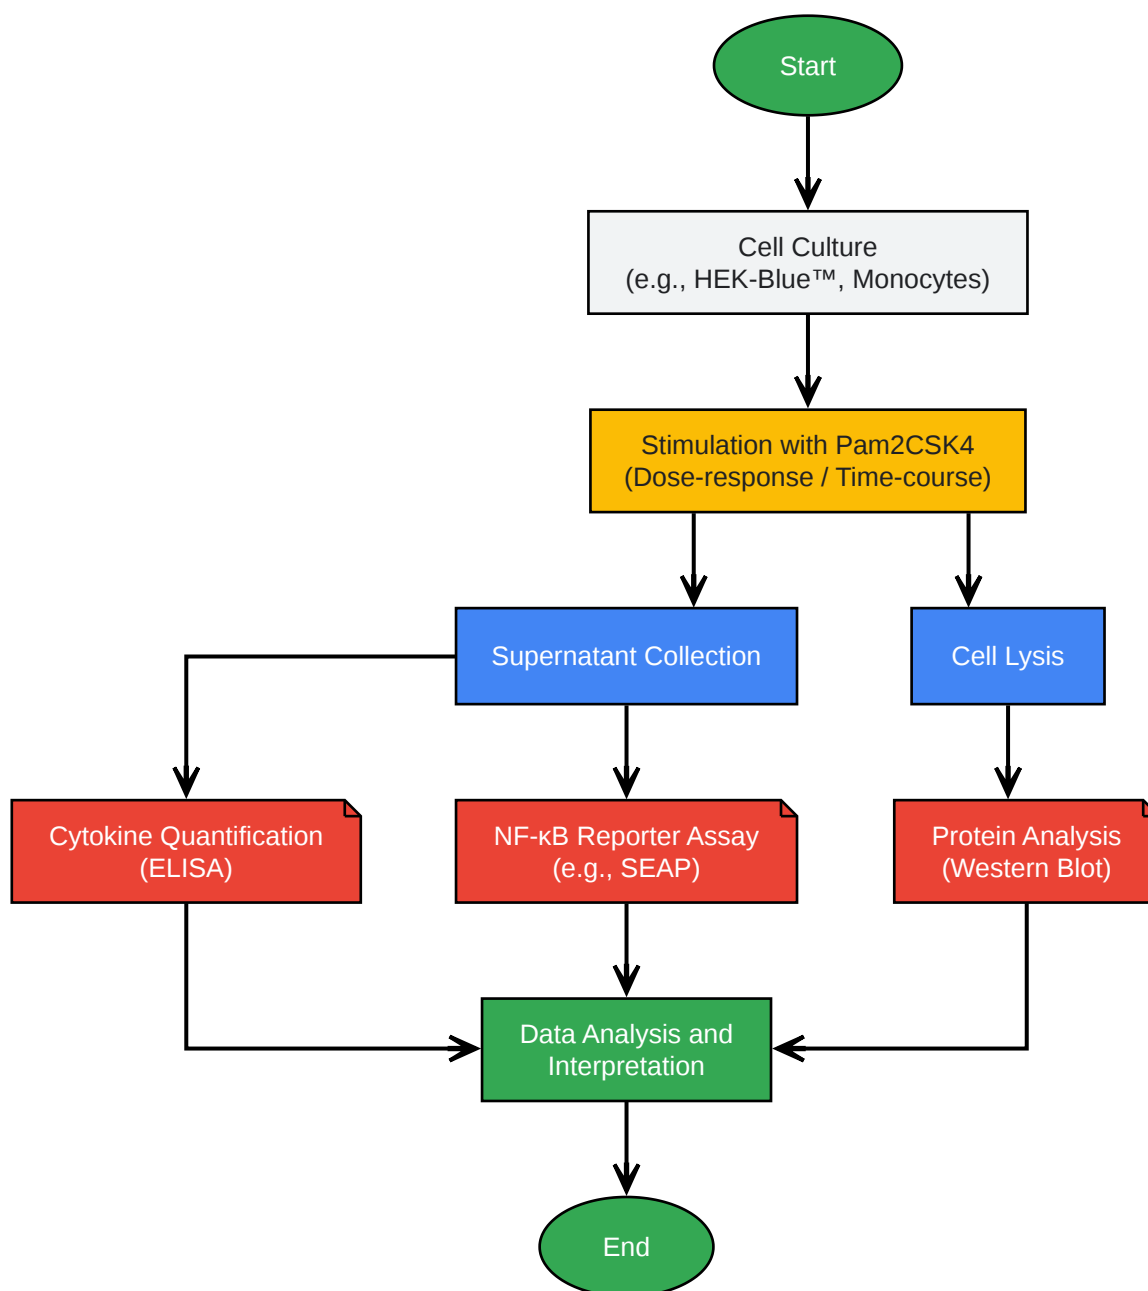 Start
Cell Culture
(e.g., HEK-Blue™, Monocytes)
Stimulation with Pam2CSK4
(Dose-response / Time-course)
Supernatant Collection
Cell Lysis
Cytokine Quantification
(ELISA)
NF-κB Reporter Assay
(e.g., SEAP)
Protein Analysis
(Western Blot)
Data Analysis and
Interpretation
End